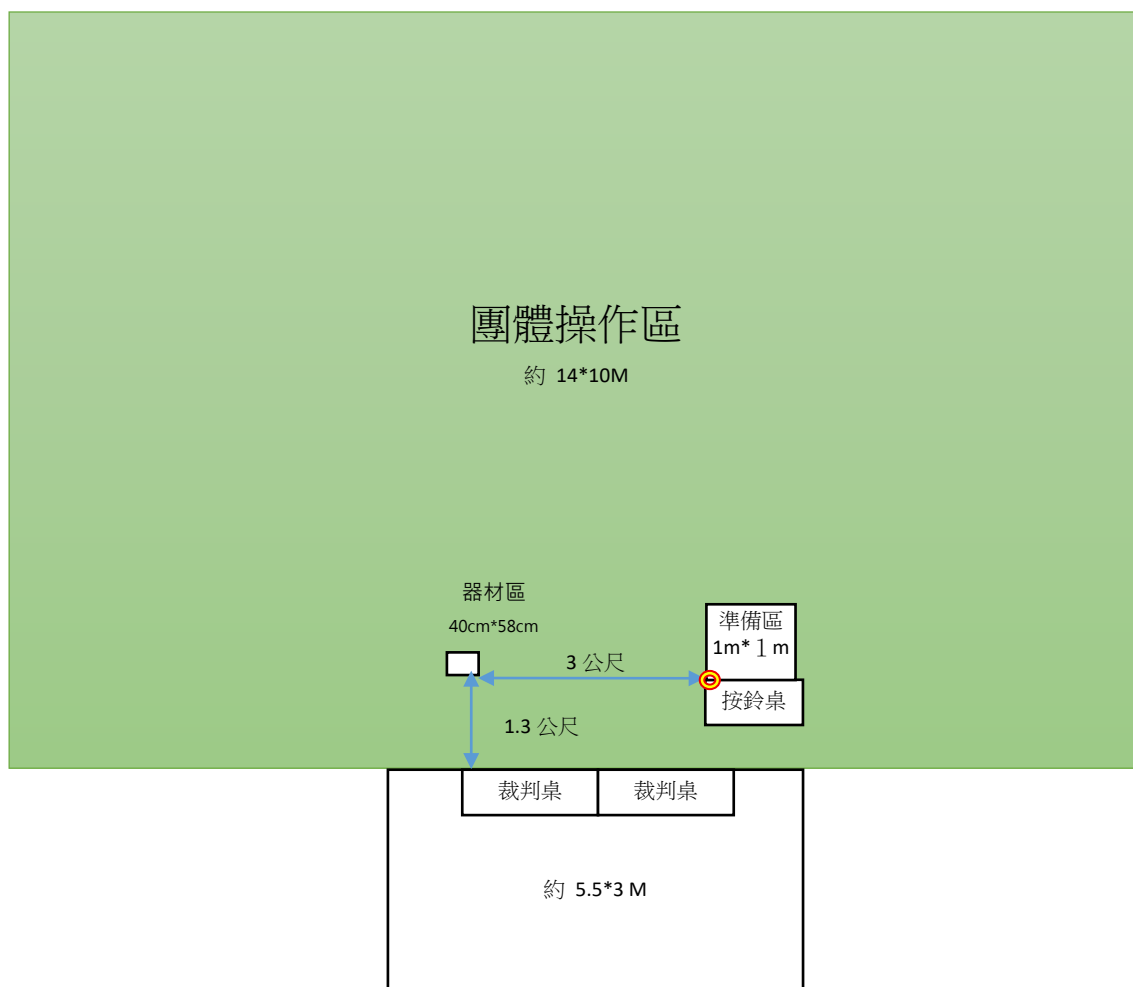 團體操作區
約 14*10M
器材區
40cm*58cm
準備區
1m*１m
3 公尺
按鈴桌
1.3 公尺
裁判桌
裁判桌
約 5.5*3 M